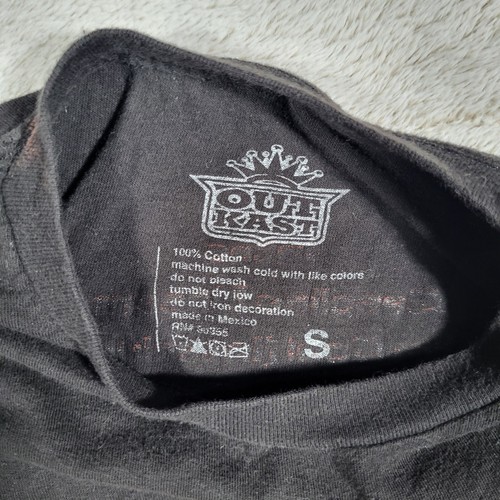 OUT
KAST
100% Cotton
machine wash cold with like colors
do not bleach
tumble dry low
do not iron decoration
made in Mexico
RN#
S